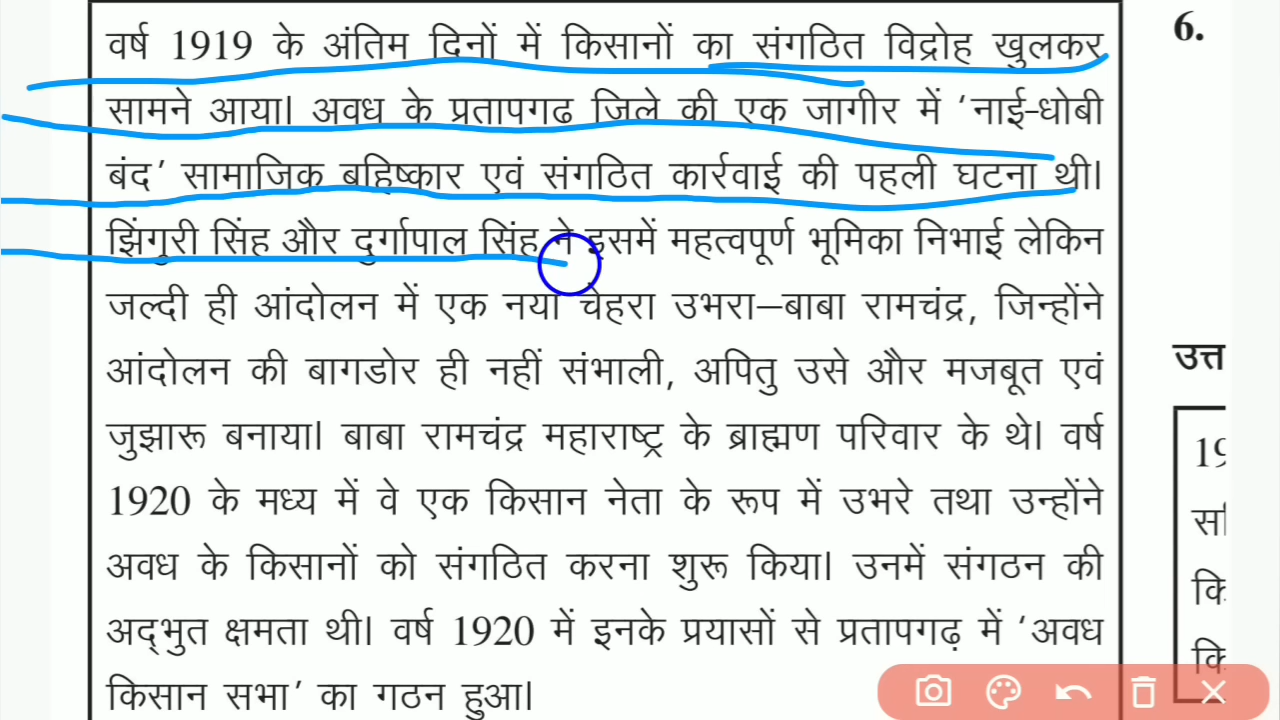 वर्ष 1919 के अंतिम दिनों में किसानों का संगठित विद्रोह खुलकर
सामने आया। अवध के प्रतापगढ जिले की एक जागीर में ‘नाई-धोबी
बंद’ सामाजिक बहिष्कार एवं संगठित कार्रवाई की पहली घटना थी।
झिंगुरी सिंह और दुर्गापाल सिंह ने इसमें महत्वपूर्ण भूमिका निभाई लेकिन
जल्दी ही आंदोलन में एक नया चेहरा उभरा—बाबा रामचंद्र, जिन्होंने
आंदोलन की बागडोर ही नहीं संभाली, अपितु उसे और मजबूत एवं
जुझारू बनाया। बाबा रामचंद्र महाराष्ट्र के ब्राह्मण परिवार के थे। वर्ष
1920 के मध्य में वे एक किसान नेता के रूप में उभरे तथा उन्होंने
अवध के किसानों को संगठित करना शुरू किया। उनमें संगठन की
अद्भुत क्षमता थी। वर्ष 1920 में इनके प्रयासों से प्रतापगढ़ में ‘अवध
किसान सभा’ का गठन हुआ।
6.
उत्त
19
कि
कि